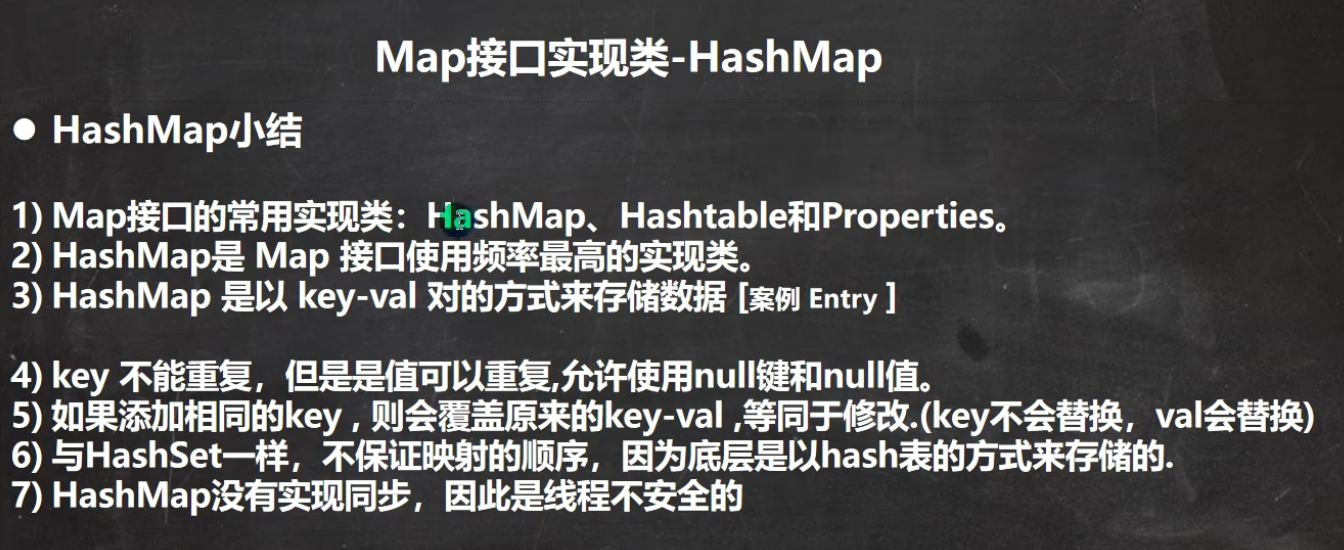 Map接口实现类-HashMap
● HashMap小结
1) Map接口的常用实现类：HashMap、Hashtable和Properties。
2) HashMap是 Map 接口使用频率最高的实现类。
3) HashMap 是以 key-val 对的方式来存储数据 [案例 Entry ]
4) key 不能重复，但是是值可以重复,允许使用null键和null值。
5) 如果添加相同的key , 则会覆盖原来的key-val ,等同于修改.(key不会替换，val会替换)
6) 与HashSet一样，不保证映射的顺序，因为底层是以hash表的方式来存储的.
7) HashMap没有实现同步，因此是线程不安全的